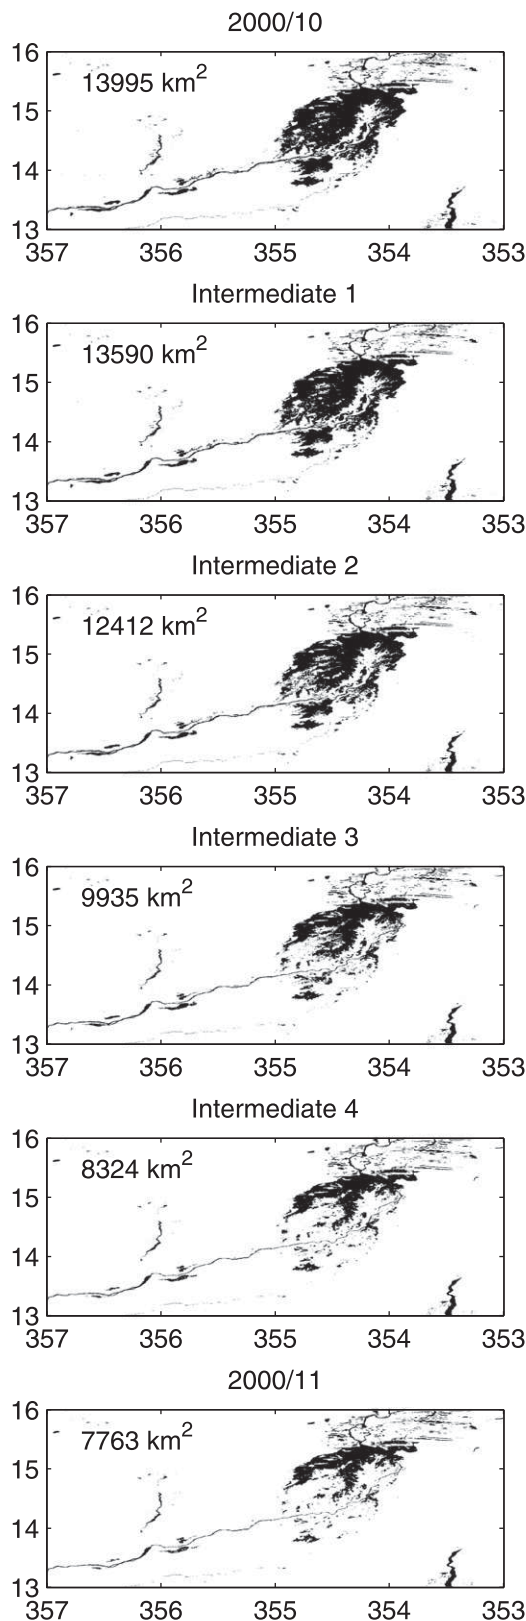 2000/10
16
13995 km²
15
14
13
357 356 355 354 353
Intermediate 1
16
13590 km²
15
14
13
357 356 355 354 353
Intermediate 2
16
12412 km²
15
14
13
357 356 355 354 353
Intermediate 3
16
9935 km²
15
14
13
357 356 355 354 353
Intermediate 4
16
8324 km²
15
14
13
357 356 355 354 353
2000/11
16
7763 km²
15
14
13
357 356 355 354 353